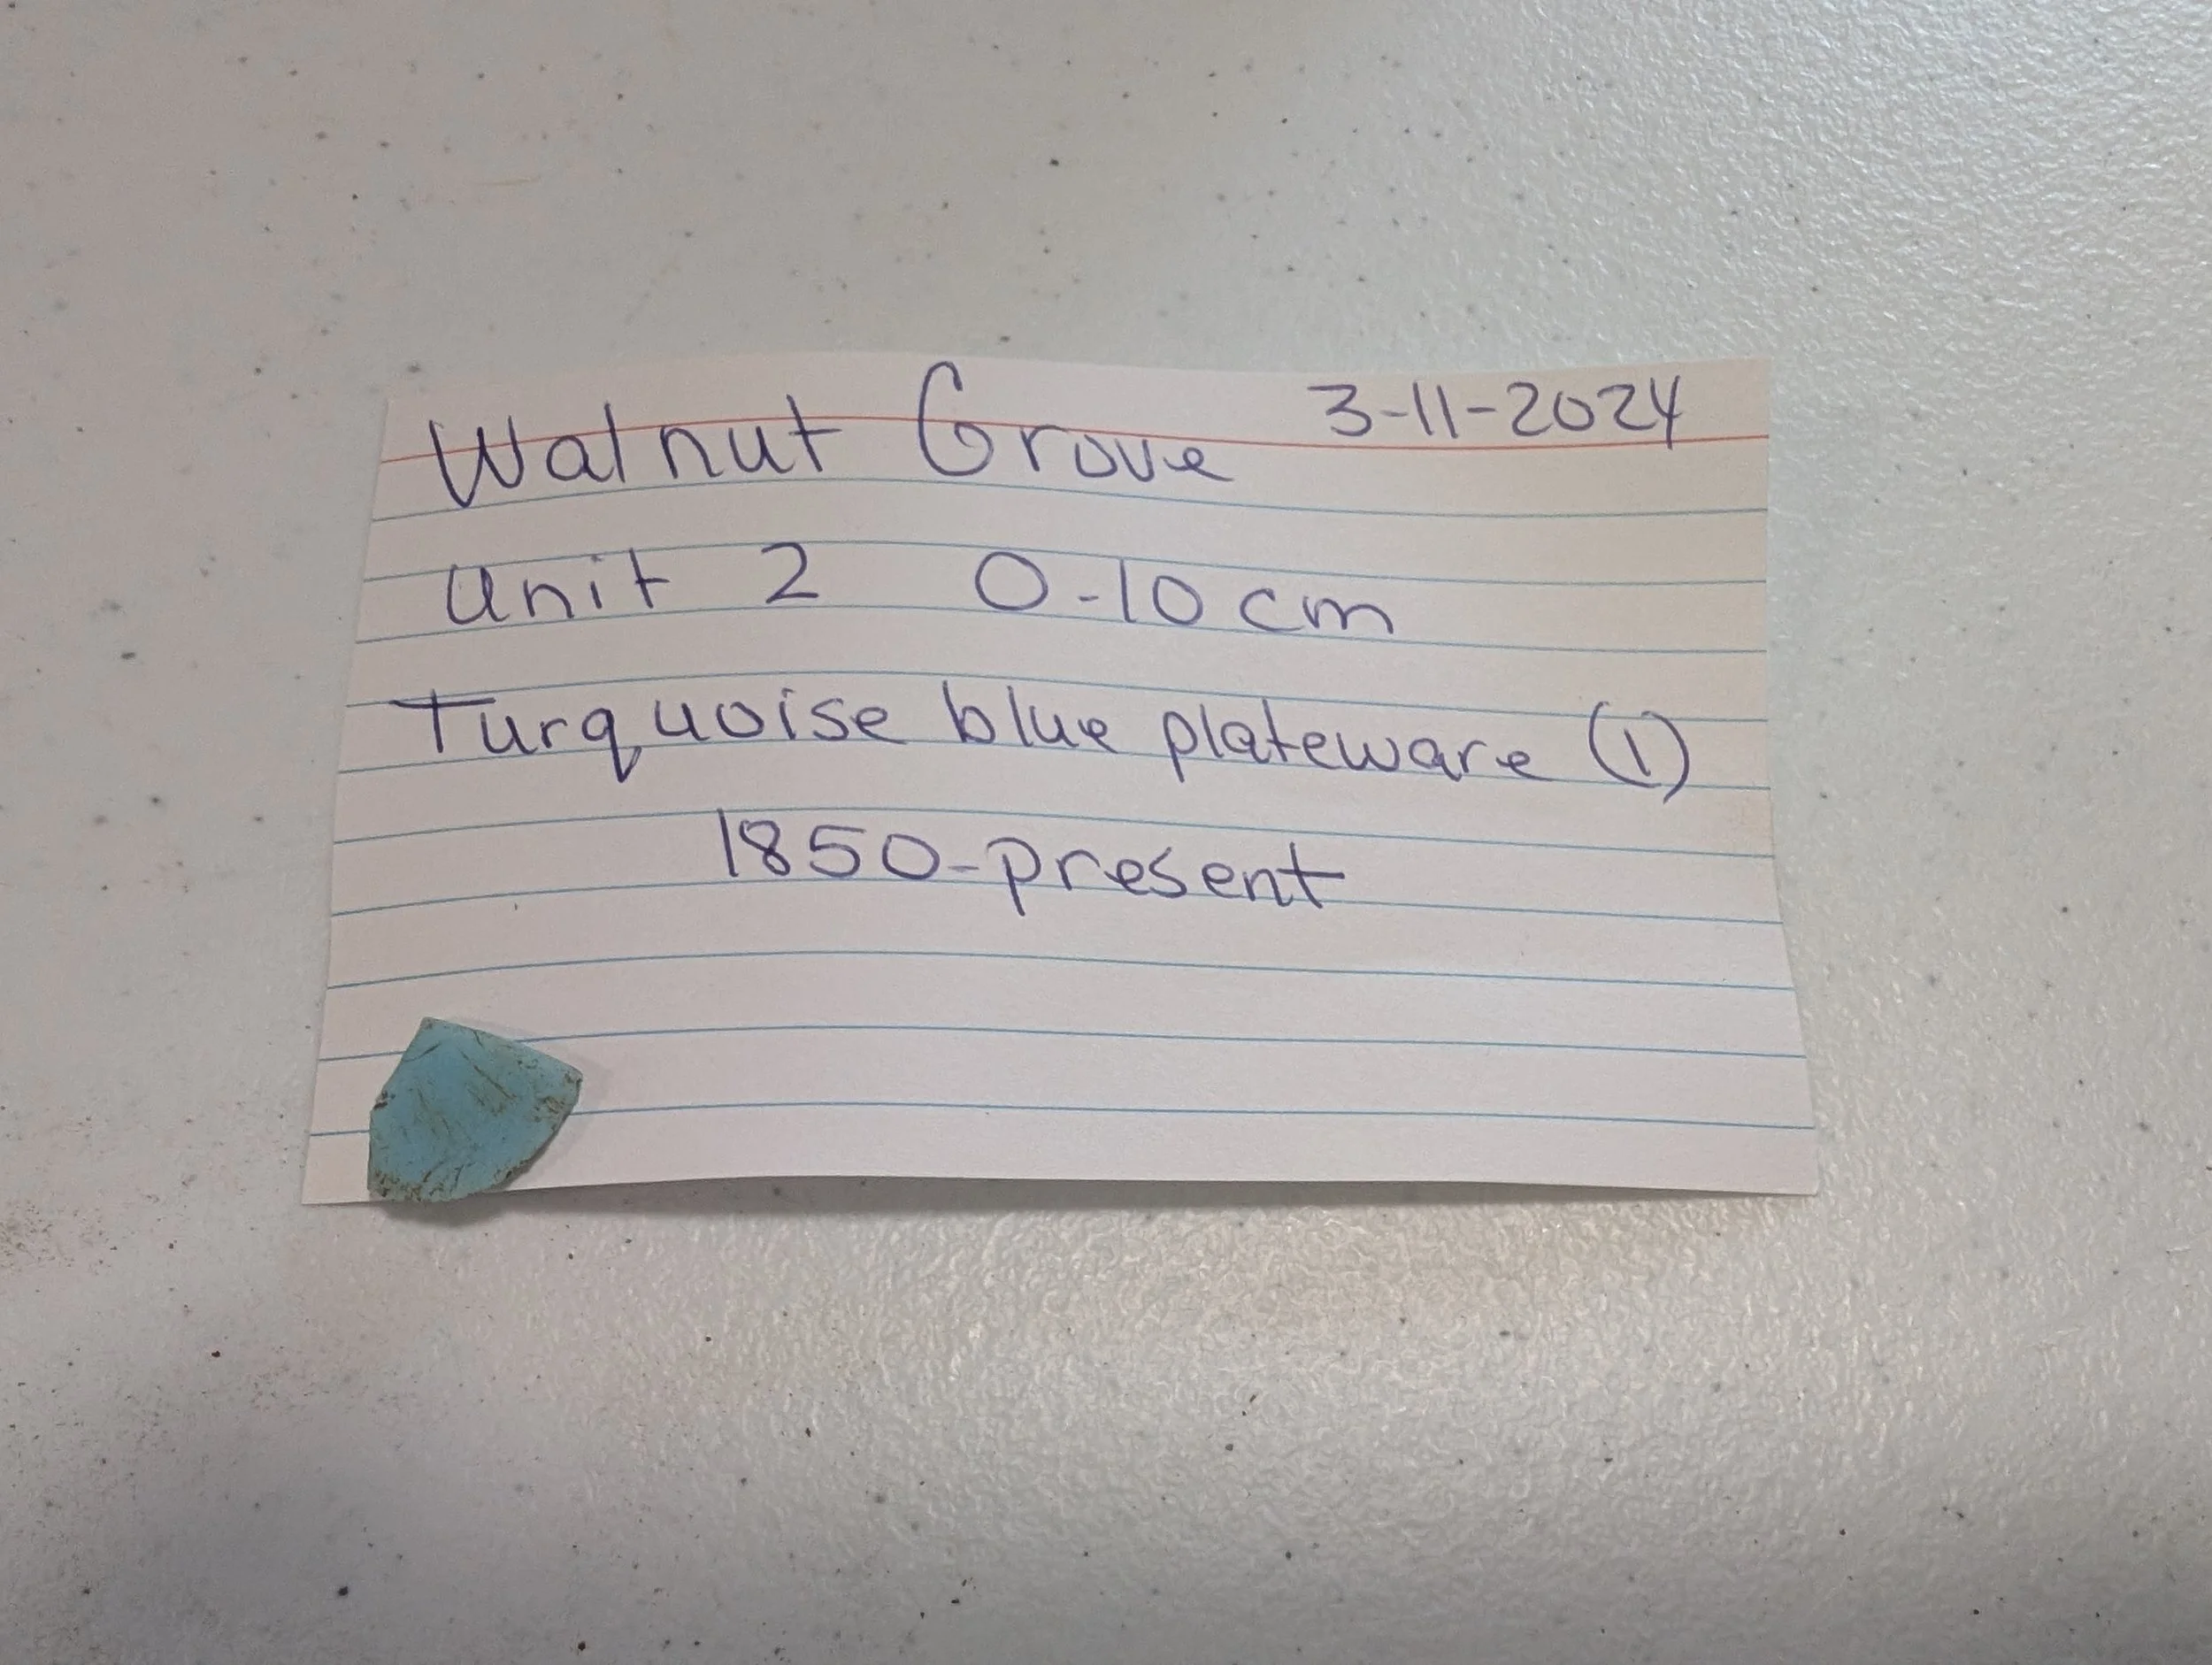 Walnut Grove 3-11-2024
Unit 2 0-10 cm
Turquoise blue plateware (1)
1850-present